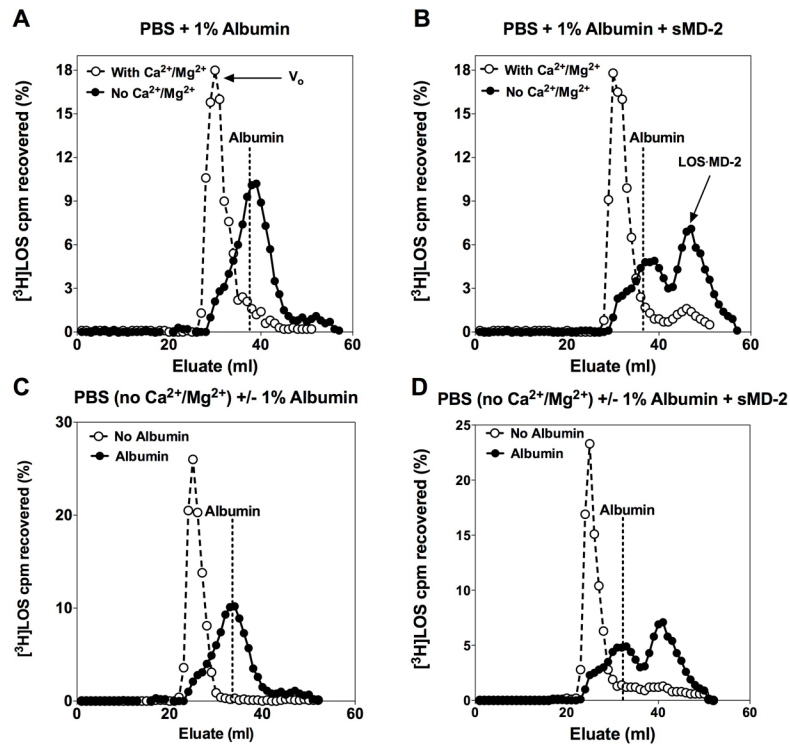 A
PBS + 1% Albumin
With Ca²⁺/Mg²⁺
No Ca²⁺/Mg²⁺
Vo
Albumin
[³H]LOS cpm recovered (%)
18
15
12
9
6
3
0
0
20
40
60
Eluate (ml)
B
PBS + 1% Albumin + sMD-2
With Ca²⁺/Mg²⁺
No Ca²⁺/Mg²⁺
Albumin
LOS·MD-2
[³H]LOS cpm recovered (%)
18
15
12
9
6
3
0
0
20
40
60
Eluate (ml)
C
PBS (no Ca²⁺/Mg²⁺) +/- 1% Albumin
No Albumin
Albumin
Albumin
[³H]LOS cpm recovered (%)
30
20
10
0
0
20
40
60
Eluate (ml)
D
PBS (no Ca²⁺/Mg²⁺) +/- 1% Albumin + sMD-2
No Albumin
Albumin
Albumin
[³H]LOS cpm recovered (%)
25
20
15
10
5
0
0
20
40
60
Eluate (ml)